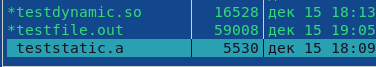 *testdynamic.so 16528 дек 15 18:13
*testfile.out 59008 дек 15 19:05
teststatic.a 5530 дек 15 18:09